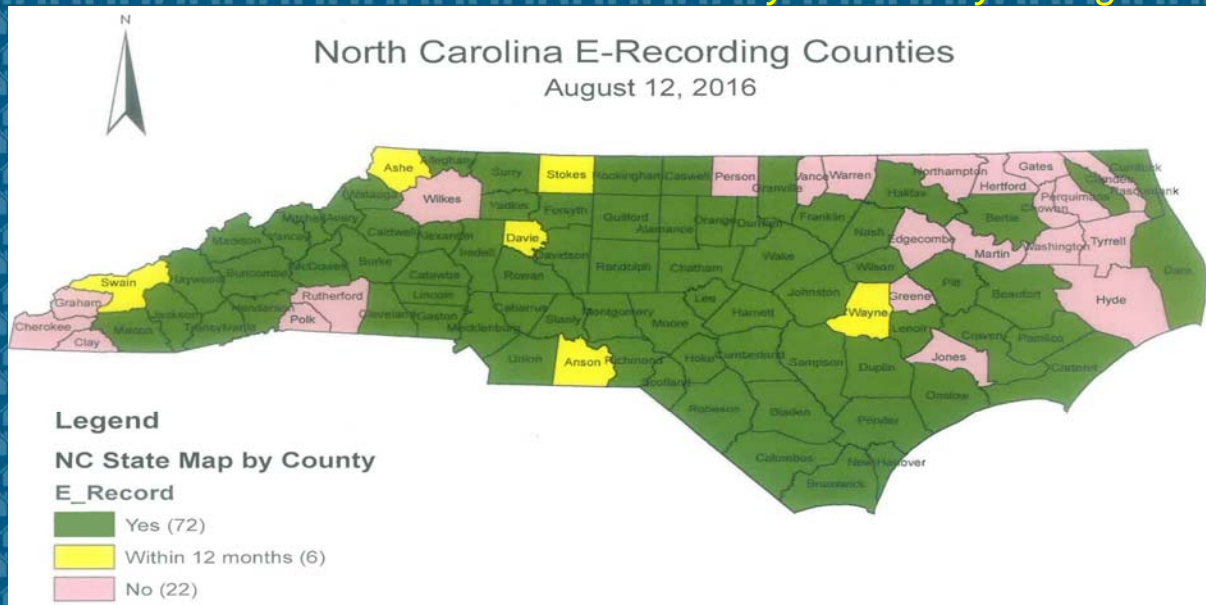 N
North Carolina E-Recording Counties
August 12, 2016
Ashe
Alleghany
Surry
Stokes
Rockingham
Caswell
Person
Granville
Vance
Warren
Northampton
Gates
Hertford
Halifax
Perquimans
Chowan
Bertie
Watauga
Wilkes
Yadkin
Forsyth
Guilford
Alamance
Orange
Durham
Franklin
Nash
Edgecombe
Martin
Washington
Tyrrell
Dare
Mitchell
Avery
Caldwell
Alexander
Iredell
Davie
Davidson
Randolph
Chatham
Wake
Wilson
Madison
Yancey
McDowell
Burke
Catawba
Rowan
Johnston
Greene
Pitt
Beaufort
Hyde
Swain
Haywood
Buncombe
Graham
Jackson
Henderson
Rutherford
Lincoln
Cabarrus
Stanly
Montgomery
Moore
Lee
Harnett
Wayne
Lenoir
Craven
Pamlico
Cherokee
Clay
Macon
Transylvania
Polk
Cleveland
Gaston
Mecklenburg
Union
Anson
Richmond
Hoke
Cumberland
Sampson
Duplin
Jones
Carteret
Scotland
Robeson
Bladen
Pender
Onslow
Columbus
New Hanover
Brunswick
Legend
NC State Map by County
E_Record
Yes (72)
Within 12 months (6)
No (22)